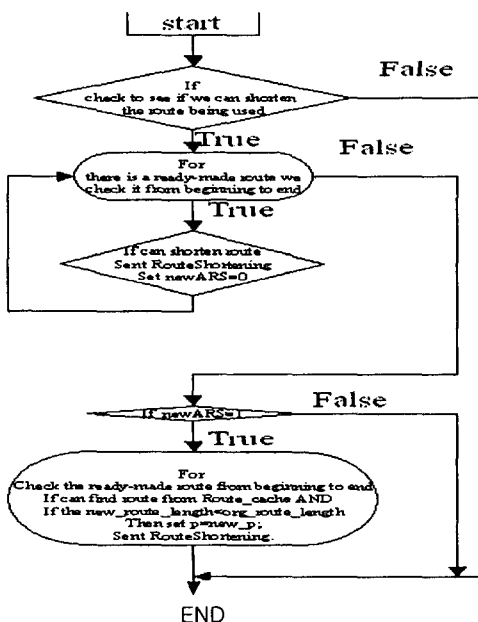 start
If
check to see if we can shorten
the route being used
False
True
For
there is a ready-made route we
check it from beginning to end
False
True
If can shorten route
Sent RouteShortening
Set newARS=0
If newARS=1
False
True
For
Check the ready-made route from beginning to end
If can find route from Route_cache AND
If the new_route_length<org_route_length
Then set p=new_p;
Sent RouteShortening.
END